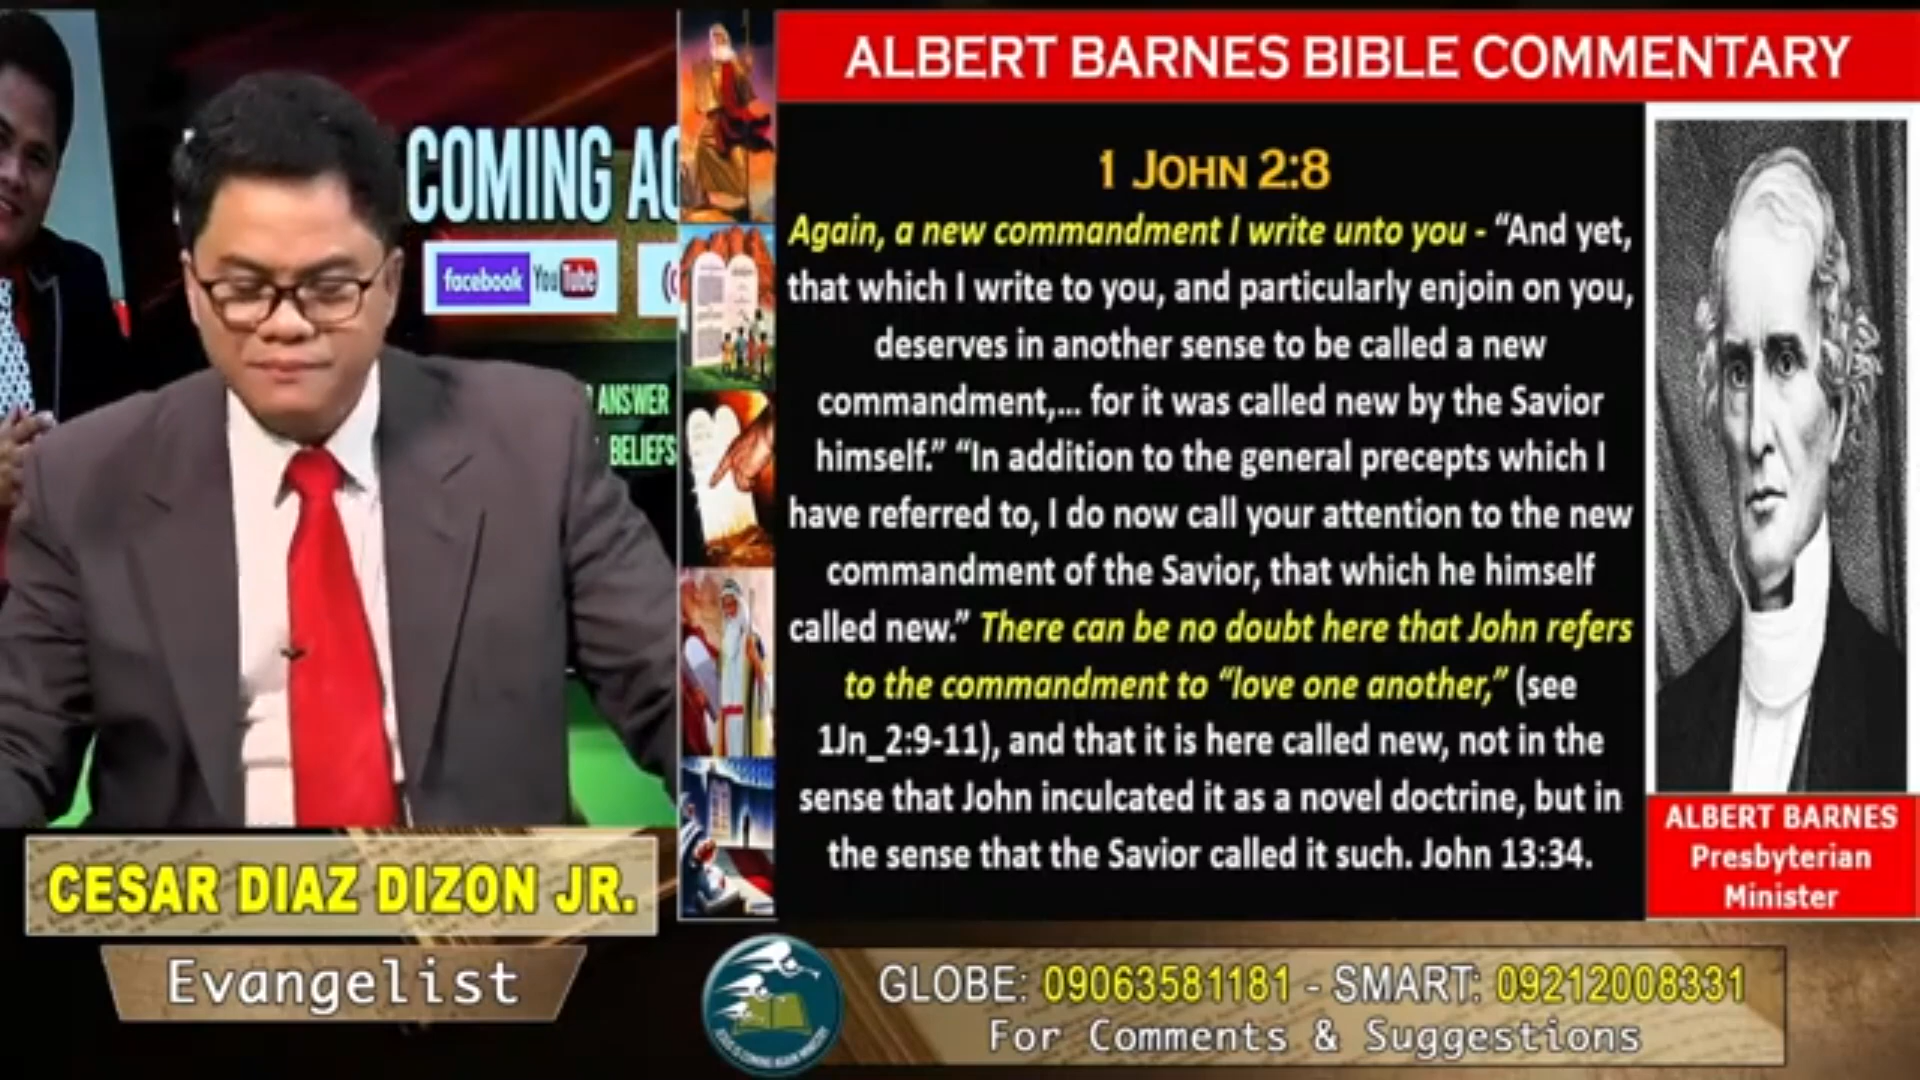 ALBERT BARNES BIBLE COMMENTARY
COMING AG
facebook YouTube
ANSWER
BELIEFS
1 JOHN 2:8
Again, a new commandment I write unto you - “And yet,
that which I write to you, and particularly enjoin on you,
deserves in another sense to be called a new
commandment,... for it was called new by the Savior
himself.” “In addition to the general precepts which I
have referred to, I do now call your attention to the new
commandment of the Savior, that which he himself
called new.” There can be no doubt here that John refers
to the commandment to “love one another,” (see
1Jn_2:9-11), and that it is here called new, not in the
sense that John inculcated it as a novel doctrine, but in
the sense that the Savior called it such. John 13:34.
ALBERT BARNES
Presbyterian
Minister
CESAR DIAZ DIZON JR.
Evangelist
JESUS IS COMING AGAIN MINISTRY
GLOBE: 09063581181 - SMART: 09212008331
For Comments & Suggestions